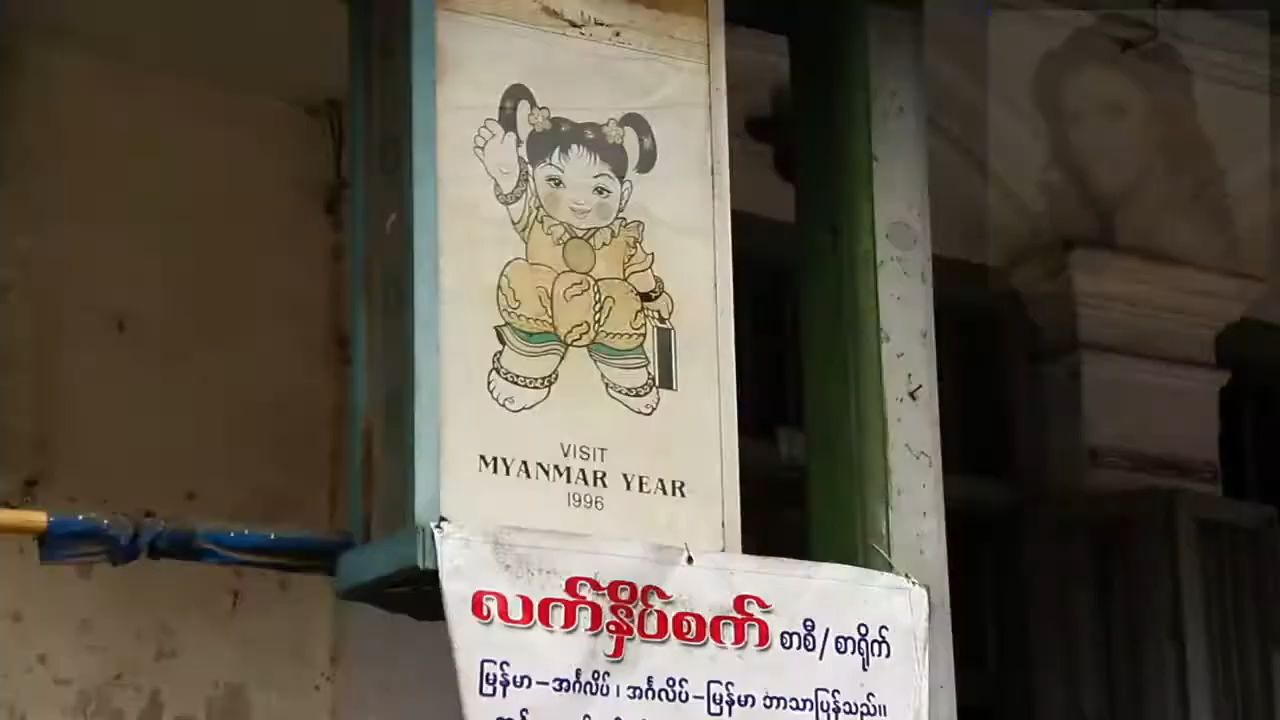 VISIT
MYANMAR YEAR
1996
လက်နှိပ်စက် စာစီ/စာရိုက်
မြန်မာ–အင်္ဂလိပ်၊ အင်္ဂလိပ်–မြန်မာ ဘာသာပြန်သည်။